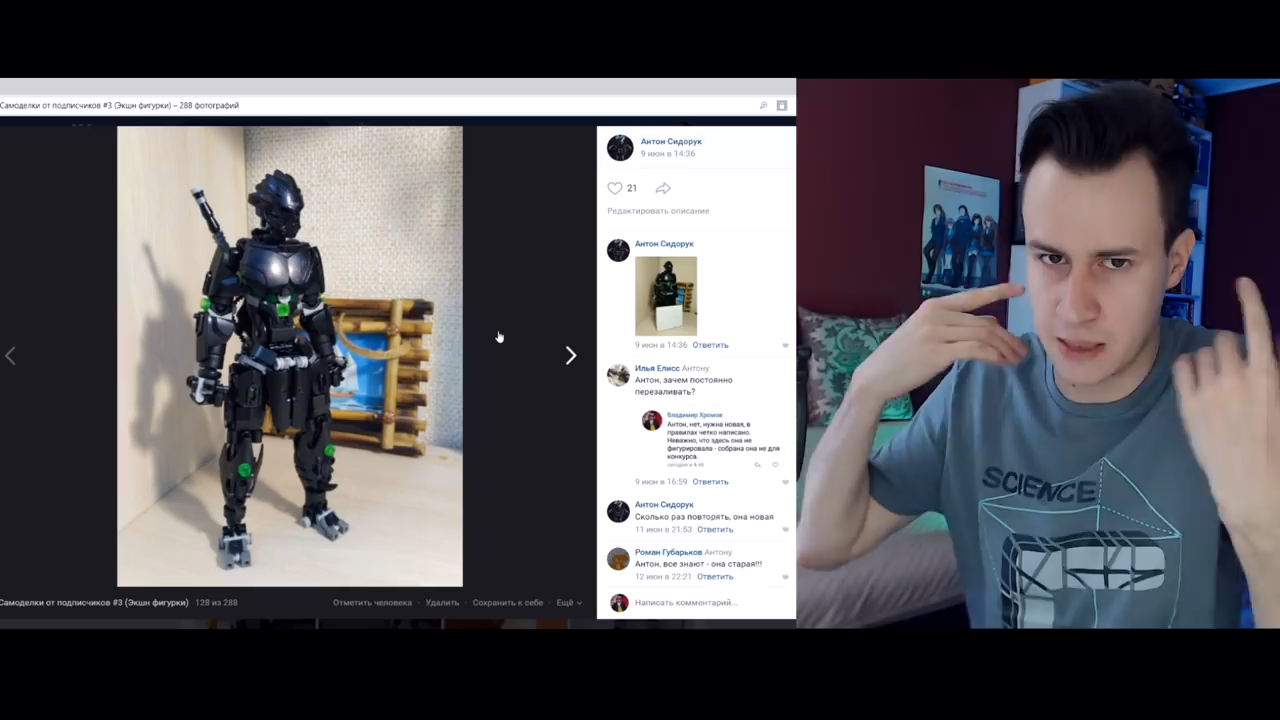 Самоделки от подписчиков #3 (Экшн фигурки) – 288 фотографий
Антон Сидорук
9 июн в 14:36
21
Редактировать описание
Антон Сидорук
9 июн в 14:36 Ответить
Илья Елисс Антону
Антон, зачем постоянно
перезаливать?
Владимир Хромов
Антон, нет, нужна новая, в
правилах четко написано.
Неважно, что здесь она не
фигурировала - собрана она не для
конкурса.
сегодня в 4:46
9 июн в 16:59 Ответить
Антон Сидорук
Сколько раз повторять, она новая
11 июн в 21:53 Ответить
Роман Губарьков Антону
Антон, все знают - она старая!!!
12 июн в 22:21 Ответить
Написать комментарий...
Самоделки от подписчиков #3 (Экшн фигурки) 128 из 288
Отметить человека · Удалить · Сохранить к себе · Ещё
SCIENCE